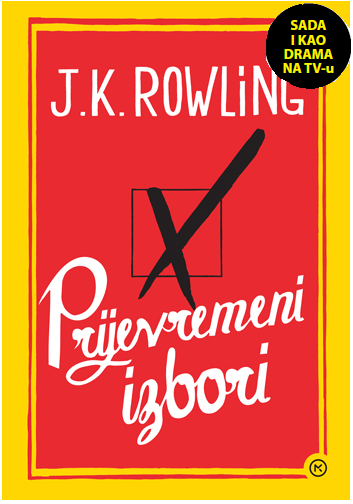 SADA
I KAO
DRAMA
NA TV-u
J.K. ROWLiNG
Prijevremeni
izbori